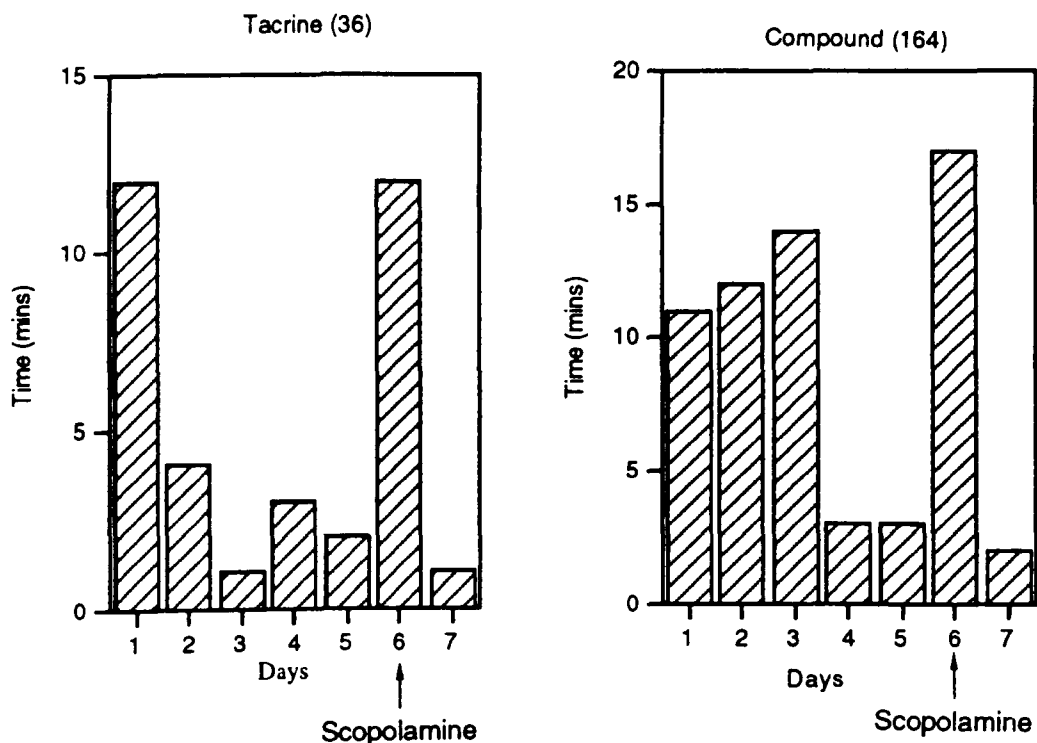 Tacrine (36)
15
10
5
0
Time (mins)
1 2 3 4 5 6 7
Days
Scopolamine
Compound (164)
20
15
10
5
0
Time (mins)
1 2 3 4 5 6 7
Days
Scopolamine